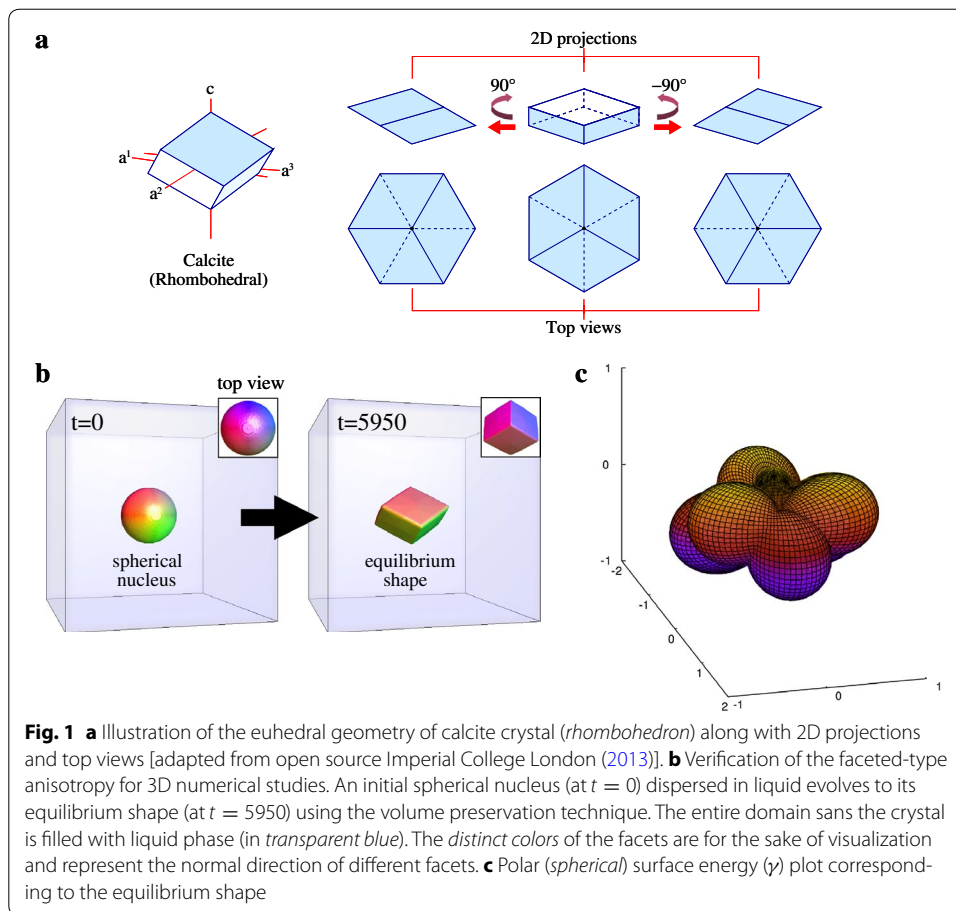 a
2D projections
c
90°
−90°
a¹
a²
a³
Calcite
(Rhombohedral)
Top views
b
top view
t=0
t=5950
spherical
nucleus
equilibrium
shape
c
1
0
-1
-2
-1
0
1
2
-1
0
1
Fig. 1 a Illustration of the euhedral geometry of calcite crystal (rhombohedron) along with 2D projections
and top views [adapted from open source Imperial College London (2013)]. b Verification of the faceted-type
anisotropy for 3D numerical studies. An initial spherical nucleus (at t = 0) dispersed in liquid evolves to its
equilibrium shape (at t = 5950) using the volume preservation technique. The entire domain sans the crystal
is filled with liquid phase (in transparent blue). The distinct colors of the facets are for the sake of visualization
and represent the normal direction of different facets. c Polar (spherical) surface energy (γ) plot correspond-
ing to the equilibrium shape